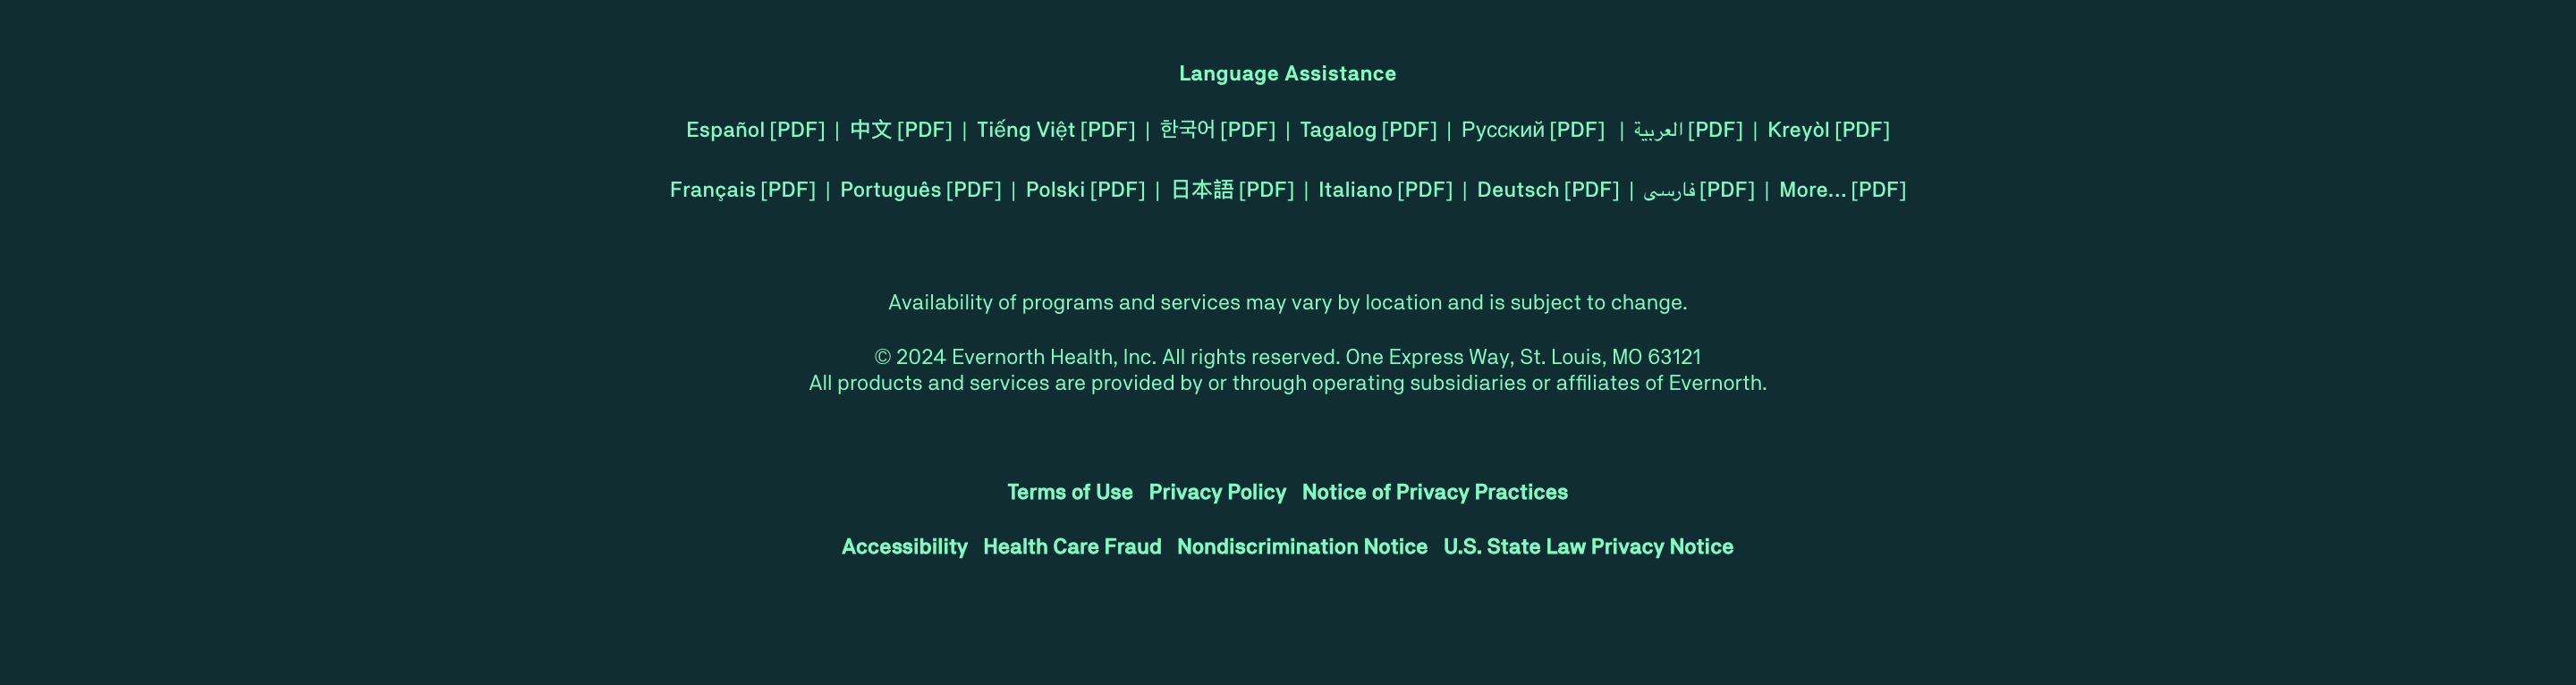 Language Assistance
Español [PDF] | 中文 [PDF] | Tiếng Việt [PDF] | 한국어 [PDF] | Tagalog [PDF] | Русский [PDF] | العربية [PDF] | Kreyòl [PDF]
Français [PDF] | Português [PDF] | Polski [PDF] | 日本語 [PDF] | Italiano [PDF] | Deutsch [PDF] | فارسی [PDF] | More... [PDF]
Availability of programs and services may vary by location and is subject to change.
© 2024 Evernorth Health, Inc. All rights reserved. One Express Way, St. Louis, MO 63121
All products and services are provided by or through operating subsidiaries or affiliates of Evernorth.
Terms of Use Privacy Policy Notice of Privacy Practices
Accessibility Health Care Fraud Nondiscrimination Notice U.S. State Law Privacy Notice